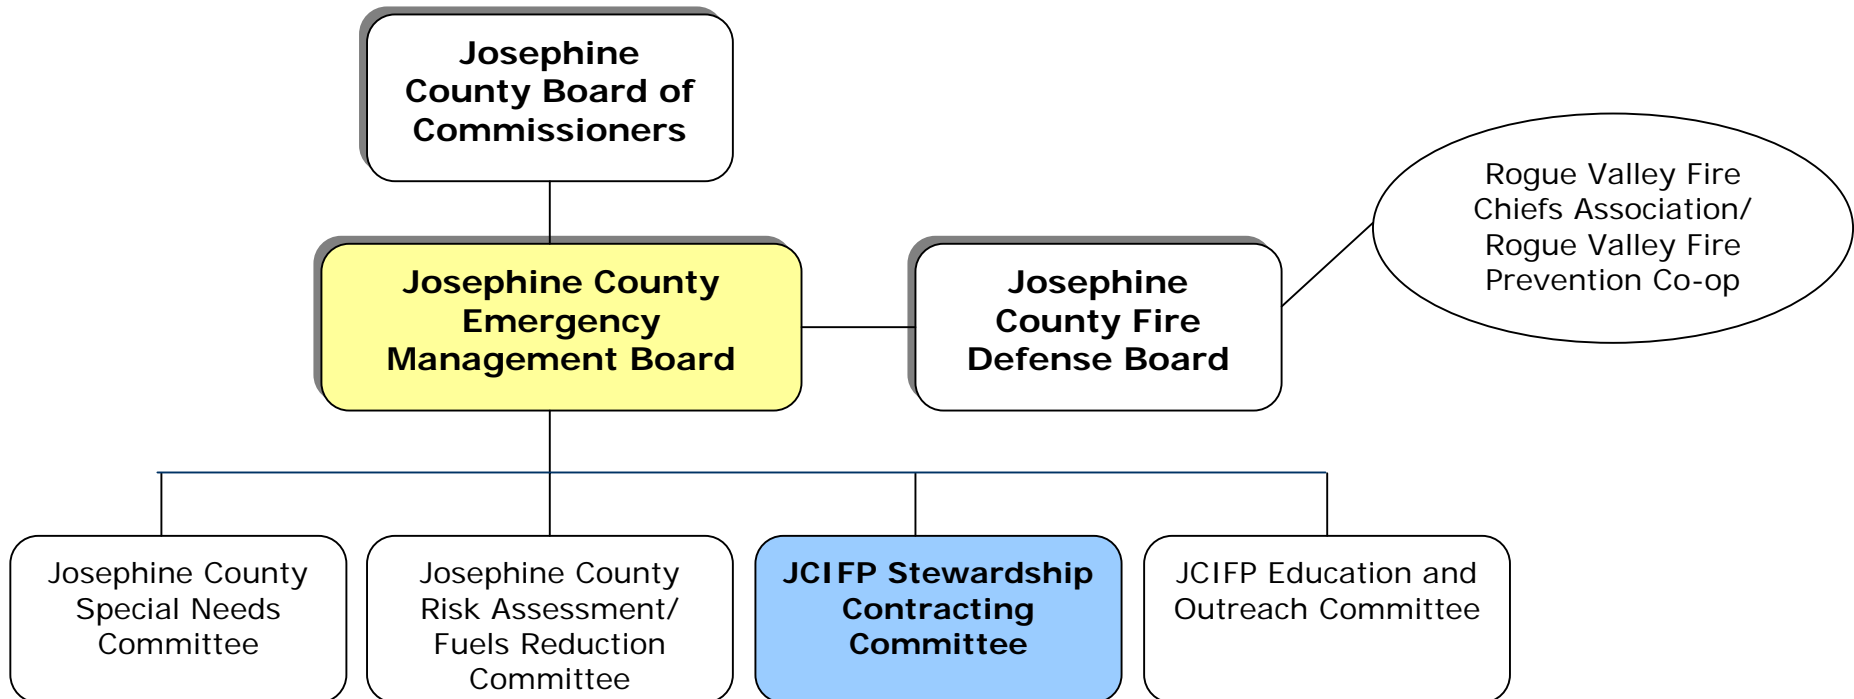 Josephine
County Board of
Commissioners
Rogue Valley Fire
Chiefs Association/
Rogue Valley Fire
Prevention Co-op
Josephine County
Emergency
Management Board
Josephine
County Fire
Defense Board
Josephine County
Special Needs
Committee
Josephine County
Risk Assessment/
Fuels Reduction
Committee
JCIFP Stewardship
Contracting
Committee
JCIFP Education and
Outreach Committee